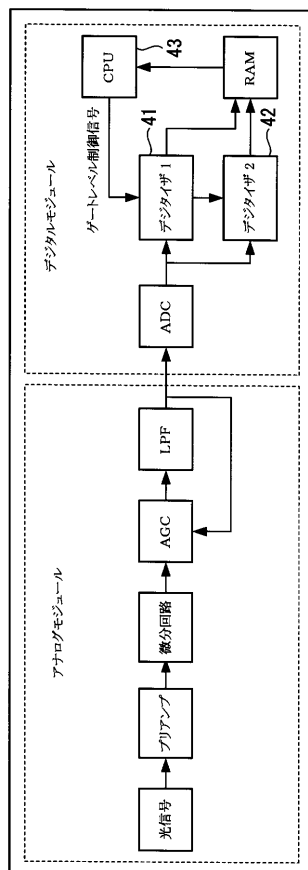 アナログモジュール
光信号
プリアンプ
微分回路
AGC
LPF
デジタルモジュール
ADC
ゲートレベル制御信号
CPU
43
デジタイザ 1
41
デジタイザ 2
42
RAM